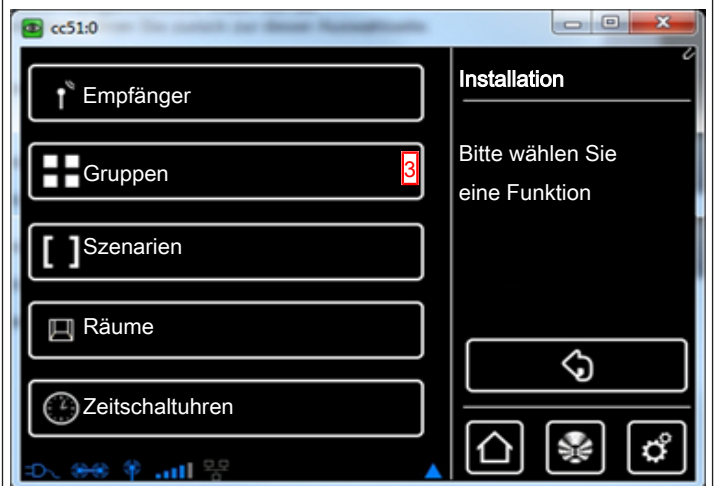 cc51:0
Empfänger
Gruppen 3
Szenarien
Räume
Zeitschaltuhren
Installation
Bitte wählen Sie
eine Funktion